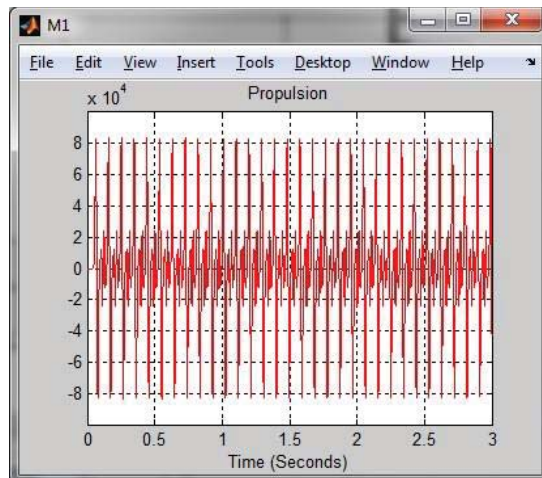 M1
File Edit View Insert Tools Desktop Window Help
x 10^4
Propulsion
8
6
4
2
0
-2
-4
-6
-8
0 0.5 1 1.5 2 2.5 3
Time (Seconds)